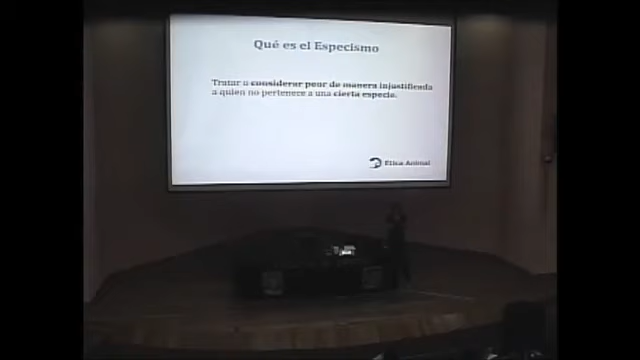 Qué es el Especismo
Tratar o considerar peor de manera injustificada
a quien no pertenece a una cierta especie.
Ética Animal